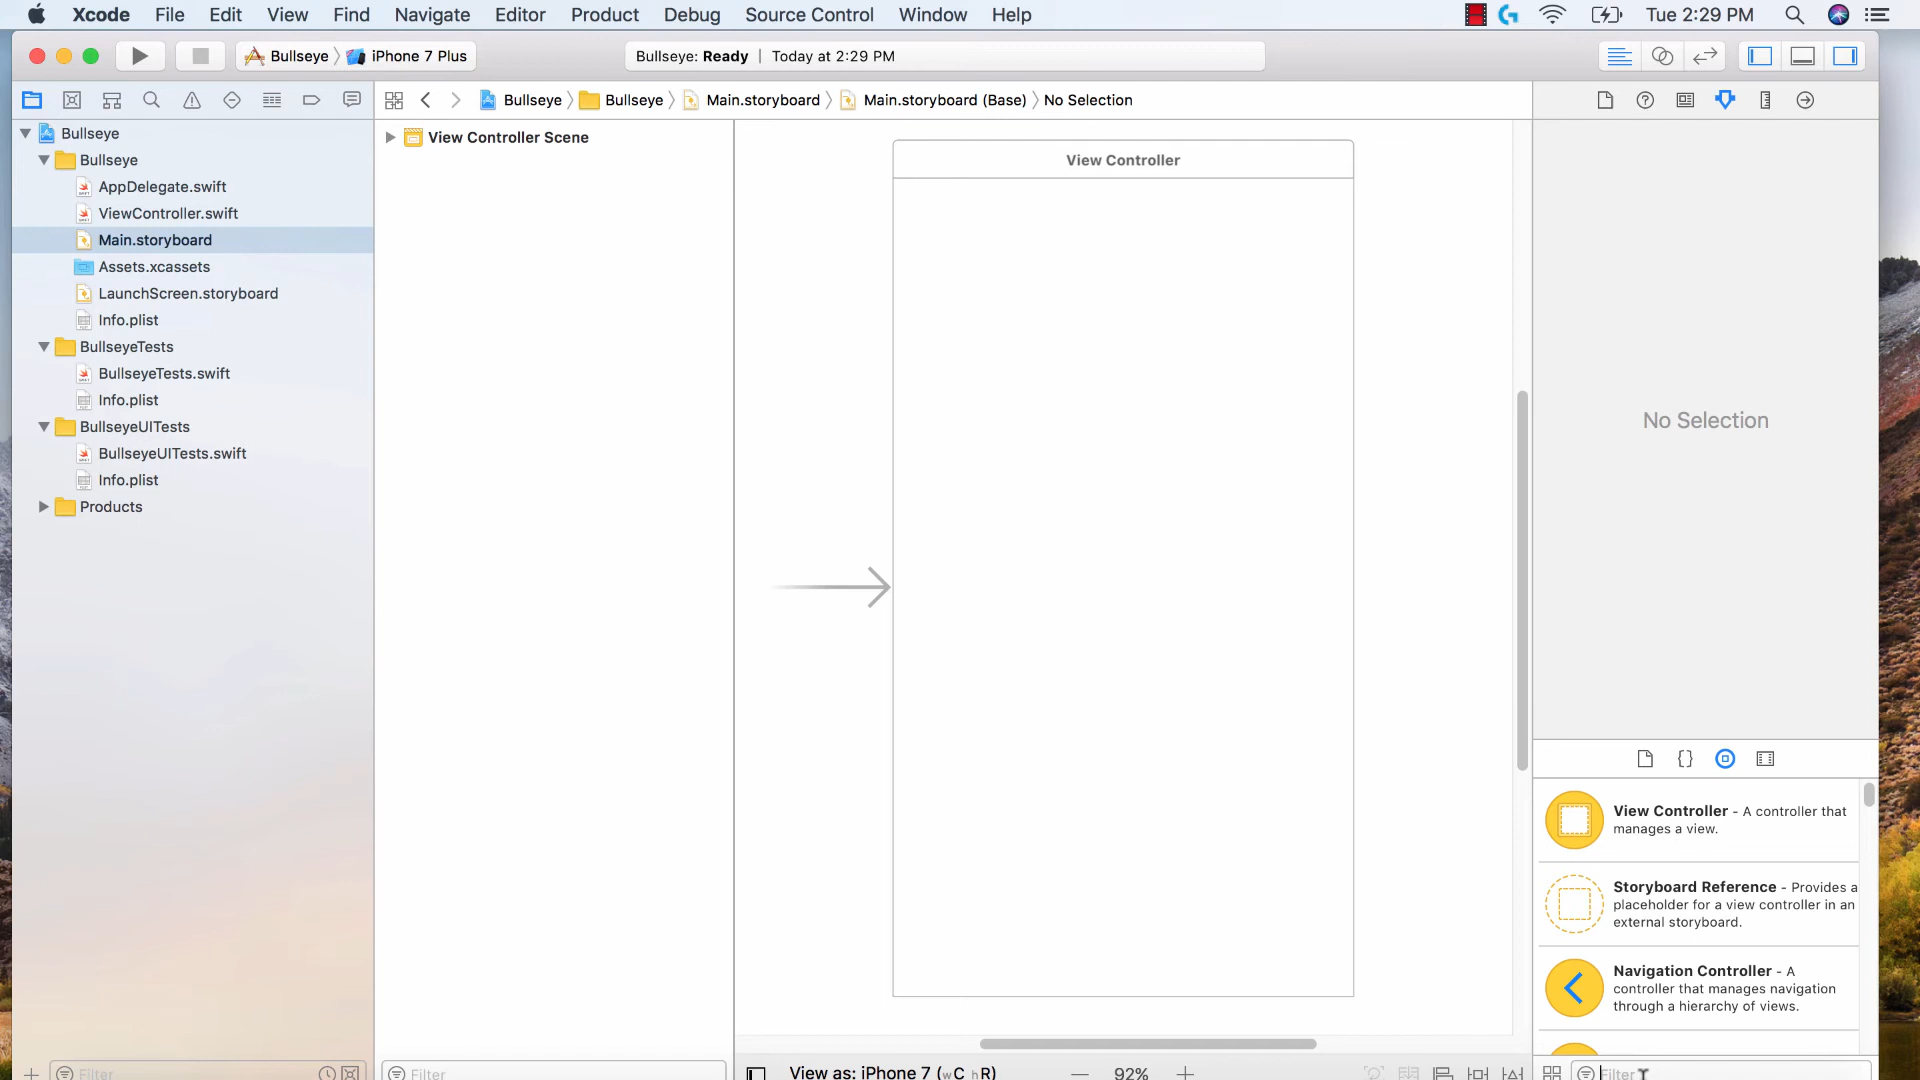 Xcode File Edit View Find Navigate Editor Product Debug Source Control Window Help Tue 2:29 PM
Bullseye iPhone 7 Plus Bullseye: Ready | Today at 2:29 PM
Bullseye Bullseye Main.storyboard Main.storyboard (Base) No Selection
Bullseye
Bullseye
AppDelegate.swift
ViewController.swift
Main.storyboard
Assets.xcassets
LaunchScreen.storyboard
Info.plist
BullseyeTests
BullseyeTests.swift
Info.plist
BullseyeUITests
BullseyeUITests.swift
Info.plist
Products
Filter
View Controller Scene
Filter
View Controller
View as: iPhone 7 (wC hR) 92%
No Selection
View Controller - A controller that
manages a view.
Storyboard Reference - Provides a
placeholder for a view controller in an
external storyboard.
Navigation Controller - A
controller that manages navigation
through a hierarchy of views.
Filter